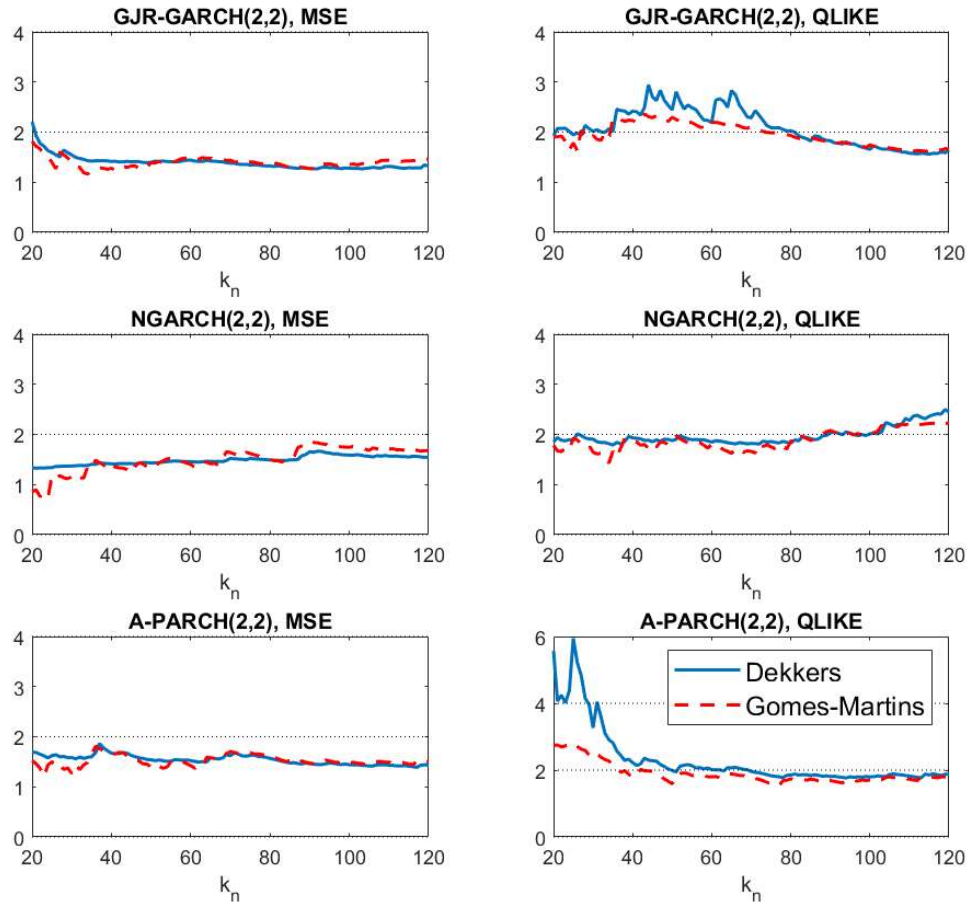 GJR-GARCH(2,2), MSE
4
3
2
1
0
20 40 60 80 100 120
k_n
GJR-GARCH(2,2), QLIKE
4
3
2
1
0
20 40 60 80 100 120
k_n
NGARCH(2,2), MSE
4
3
2
1
0
20 40 60 80 100 120
k_n
NGARCH(2,2), QLIKE
4
3
2
1
0
20 40 60 80 100 120
k_n
A-PARCH(2,2), MSE
4
3
2
1
0
20 40 60 80 100 120
k_n
A-PARCH(2,2), QLIKE
6
4
2
0
Dekkers
Gomes-Martins
20 40 60 80 100 120
k_n